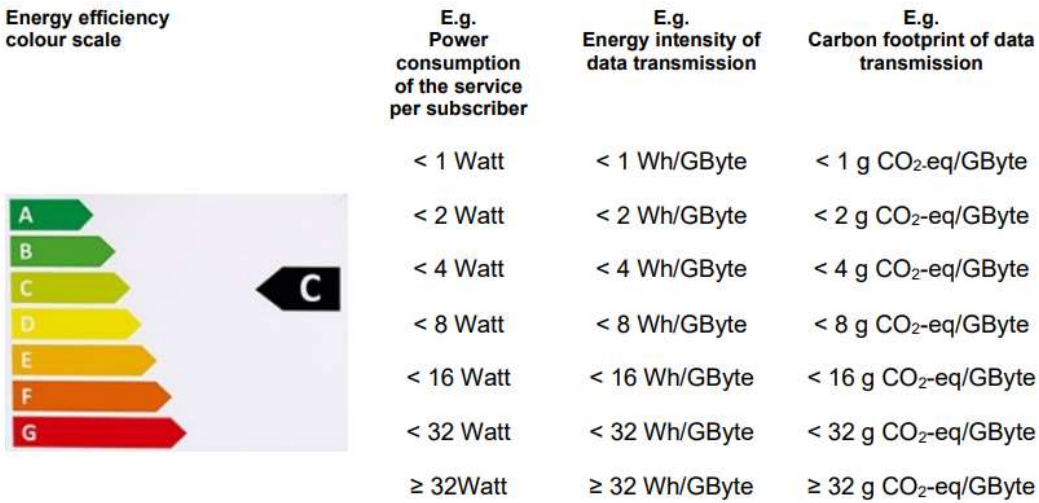 Energy efficiency
colour scale
E.g.
Power
consumption
of the service
per subscriber
E.g.
Energy intensity of
data transmission
E.g.
Carbon footprint of data
transmission
< 1 Watt < 1 Wh/GByte < 1 g CO₂-eq/GByte
< 2 Watt < 2 Wh/GByte < 2 g CO₂-eq/GByte
< 4 Watt < 4 Wh/GByte < 4 g CO₂-eq/GByte
< 8 Watt < 8 Wh/GByte < 8 g CO₂-eq/GByte
< 16 Watt < 16 Wh/GByte < 16 g CO₂-eq/GByte
< 32 Watt < 32 Wh/GByte < 32 g CO₂-eq/GByte
≥ 32Watt ≥ 32 Wh/GByte ≥ 32 g CO₂-eq/GByte
A
B
C C
D
E
F
G